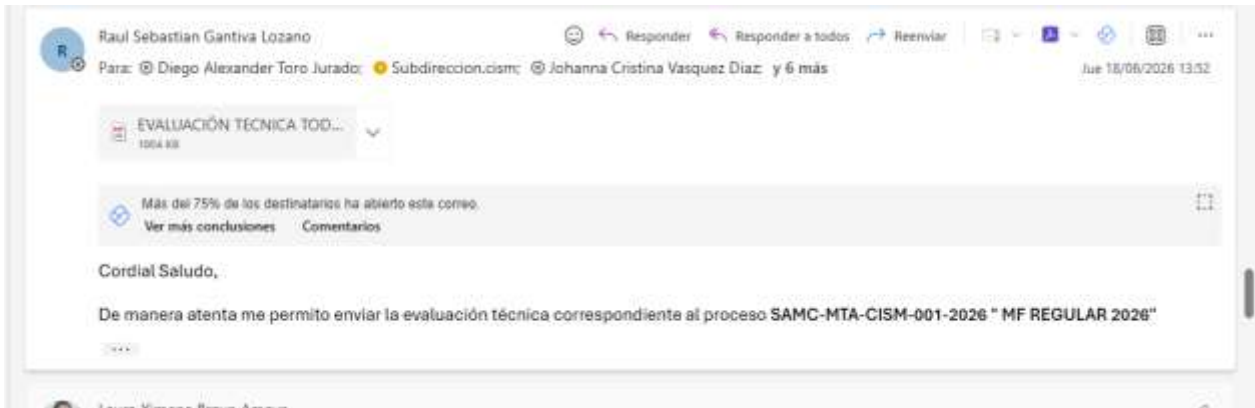 Raul Sebastian Gantiva Lozano
Responder Responder a todos Reenviar
Para: Diego Alexander Toro Jurado; Subdireccion.cism; Johanna Cristina Vasquez Diaz; y 6 más
Jue 18/06/2026 13:52
EVALUACIÓN TECNICA TOD...
1004 KB
Más del 75% de los destinatarios ha abierto este correo.
Ver más conclusiones Comentarios
Cordial Saludo,
De manera atenta me permito enviar la evaluación técnica correspondiente al proceso SAMC-MTA-CISM-001-2026 " MF REGULAR 2026"
...